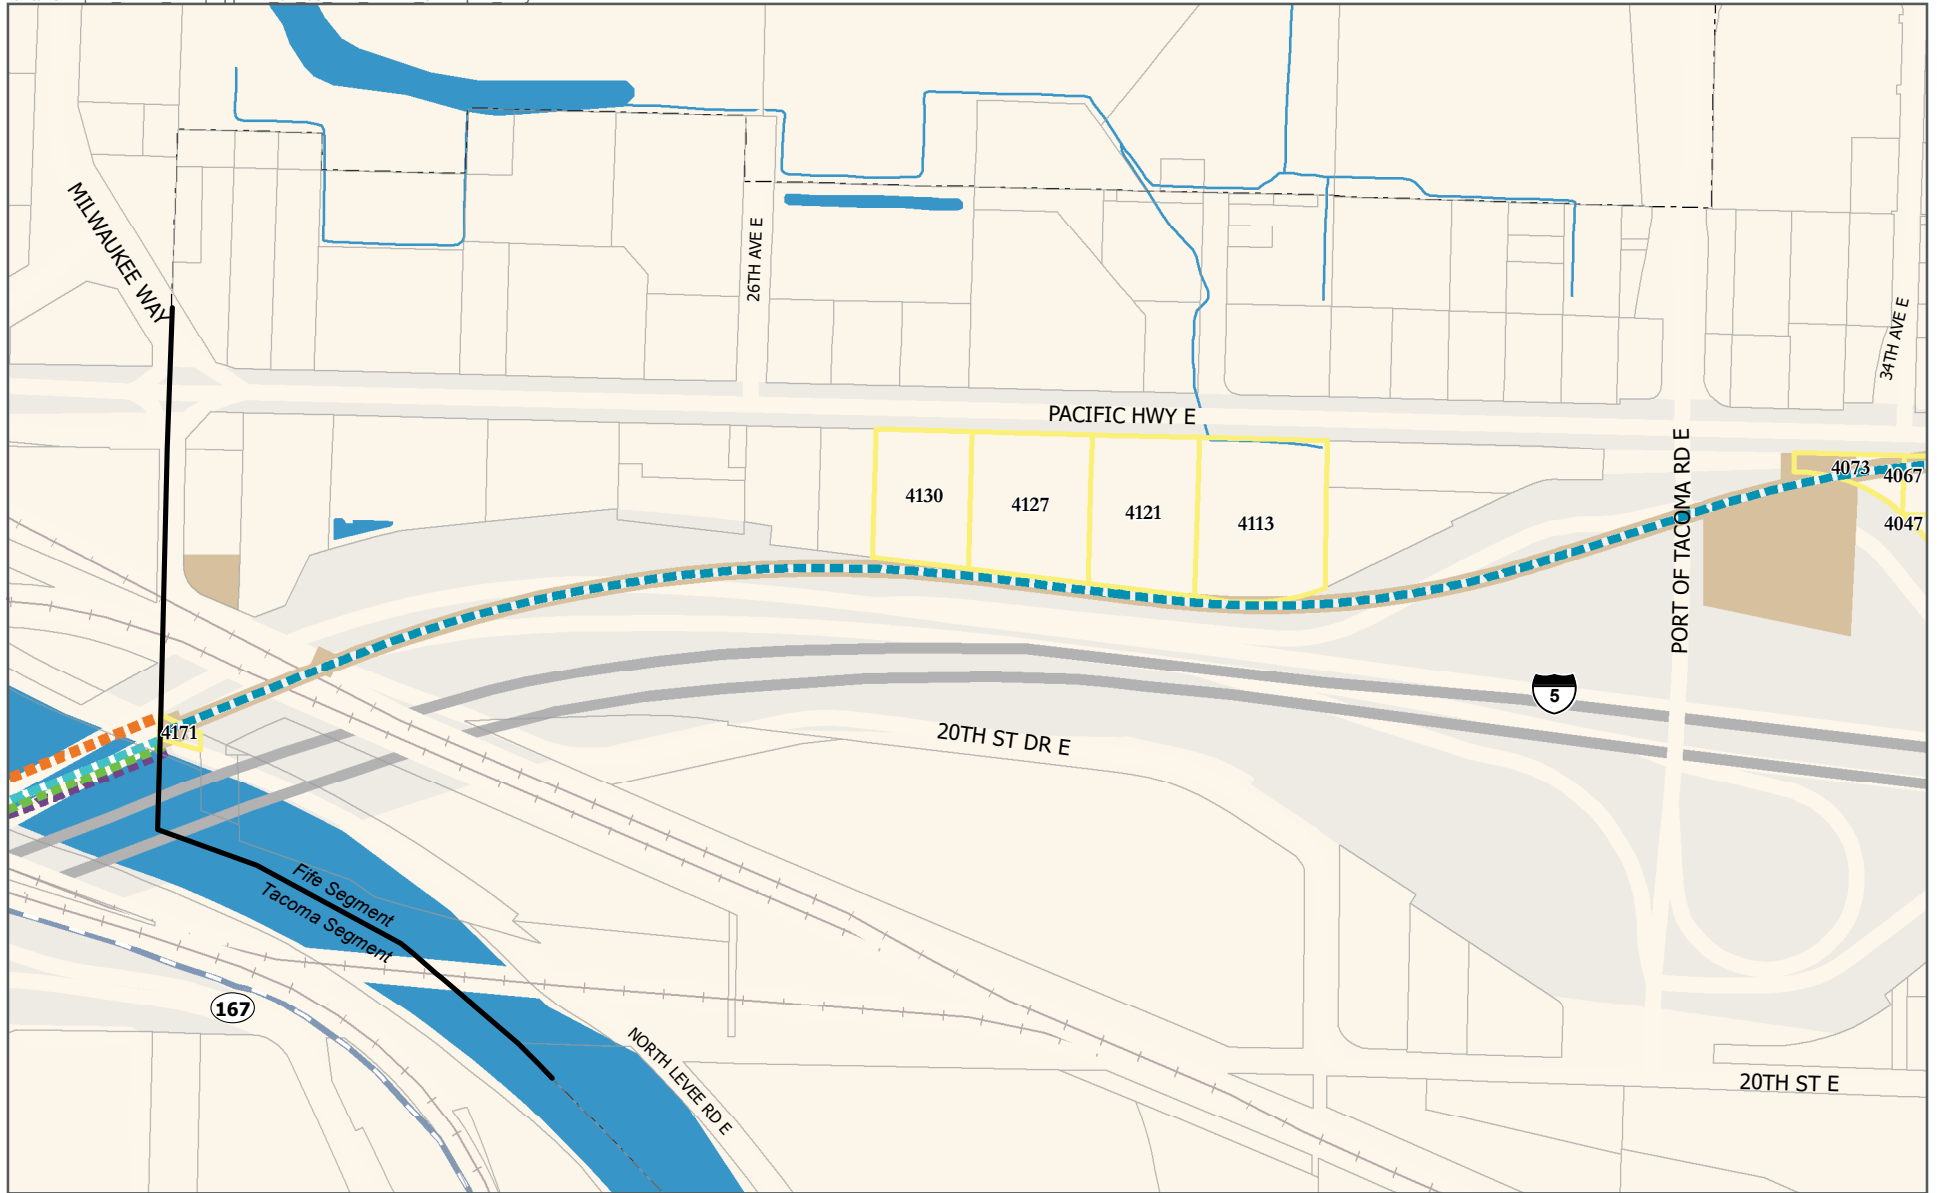 MILWAUKEE WAY
26TH AVE E
34TH AVE E
PACIFIC HWY E
PORT OF TACOMA RD E
4073
4067
4130
4127
4121
4113
4047
5
4171
20TH ST DR E
Fife Segment
Tacoma Segment
167
NORTH LEVEE RD E
20TH ST E